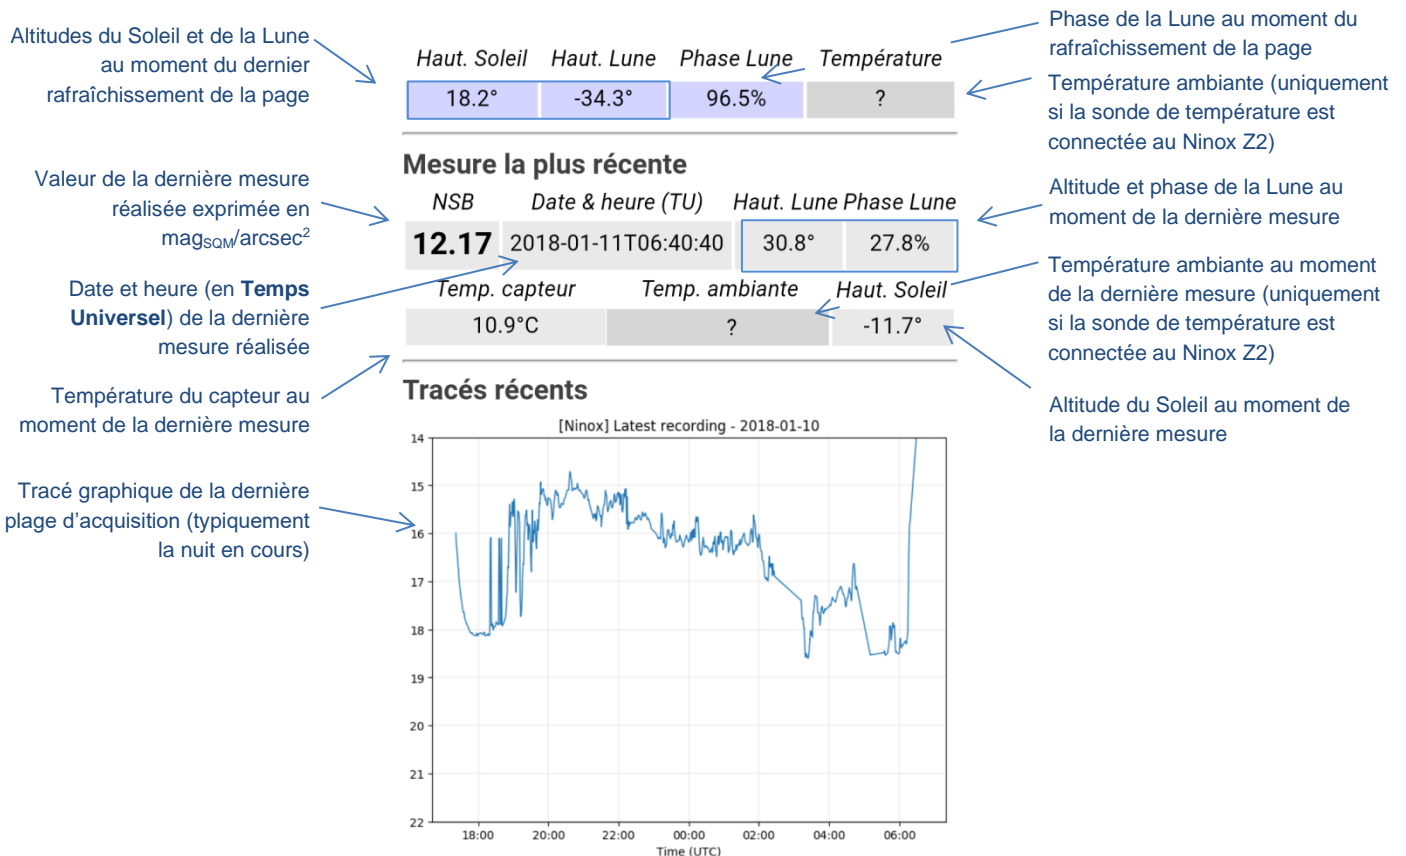 Altitudes du Soleil et de la Lune
au moment du dernier
rafraîchissement de la page
Haut. Soleil Haut. Lune Phase Lune Température
18.2° -34.3° 96.5% ?
Phase de la Lune au moment du
rafraîchissement de la page
Température ambiante (uniquement
si la sonde de température est
connectée au Ninox Z2)
Mesure la plus récente
NSB Date & heure (TU) Haut. Lune Phase Lune
12.17 2018-01-11T06:40:40 30.8° 27.8%
Temp. capteur Temp. ambiante Haut. Soleil
10.9°C ? -11.7°
Valeur de la dernière mesure
réalisée exprimée en
magSQM/arcsec²
Date et heure (en Temps
Universel) de la dernière
mesure réalisée
Température du capteur au
moment de la dernière mesure
Altitude et phase de la Lune au
moment de la dernière mesure
Température ambiante au moment
de la dernière mesure (uniquement
si la sonde de température est
connectée au Ninox Z2)
Altitude du Soleil au moment de
la dernière mesure
Tracés récents
Tracé graphique de la dernière
plage d’acquisition (typiquement
la nuit en cours)
[Ninox] Latest recording - 2018-01-10
14
15
16
17
18
19
20
21
22
18:00 20:00 22:00 00:00 02:00 04:00 06:00
Time (UTC)